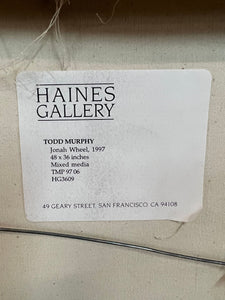 HAINES
GALLERY
TODD MURPHY
Jonah Wheel, 1997
48 x 36 inches
Mixed media
TMP 97 06
HG3609
49 GEARY STREET, SAN FRANCISCO, CA 94108